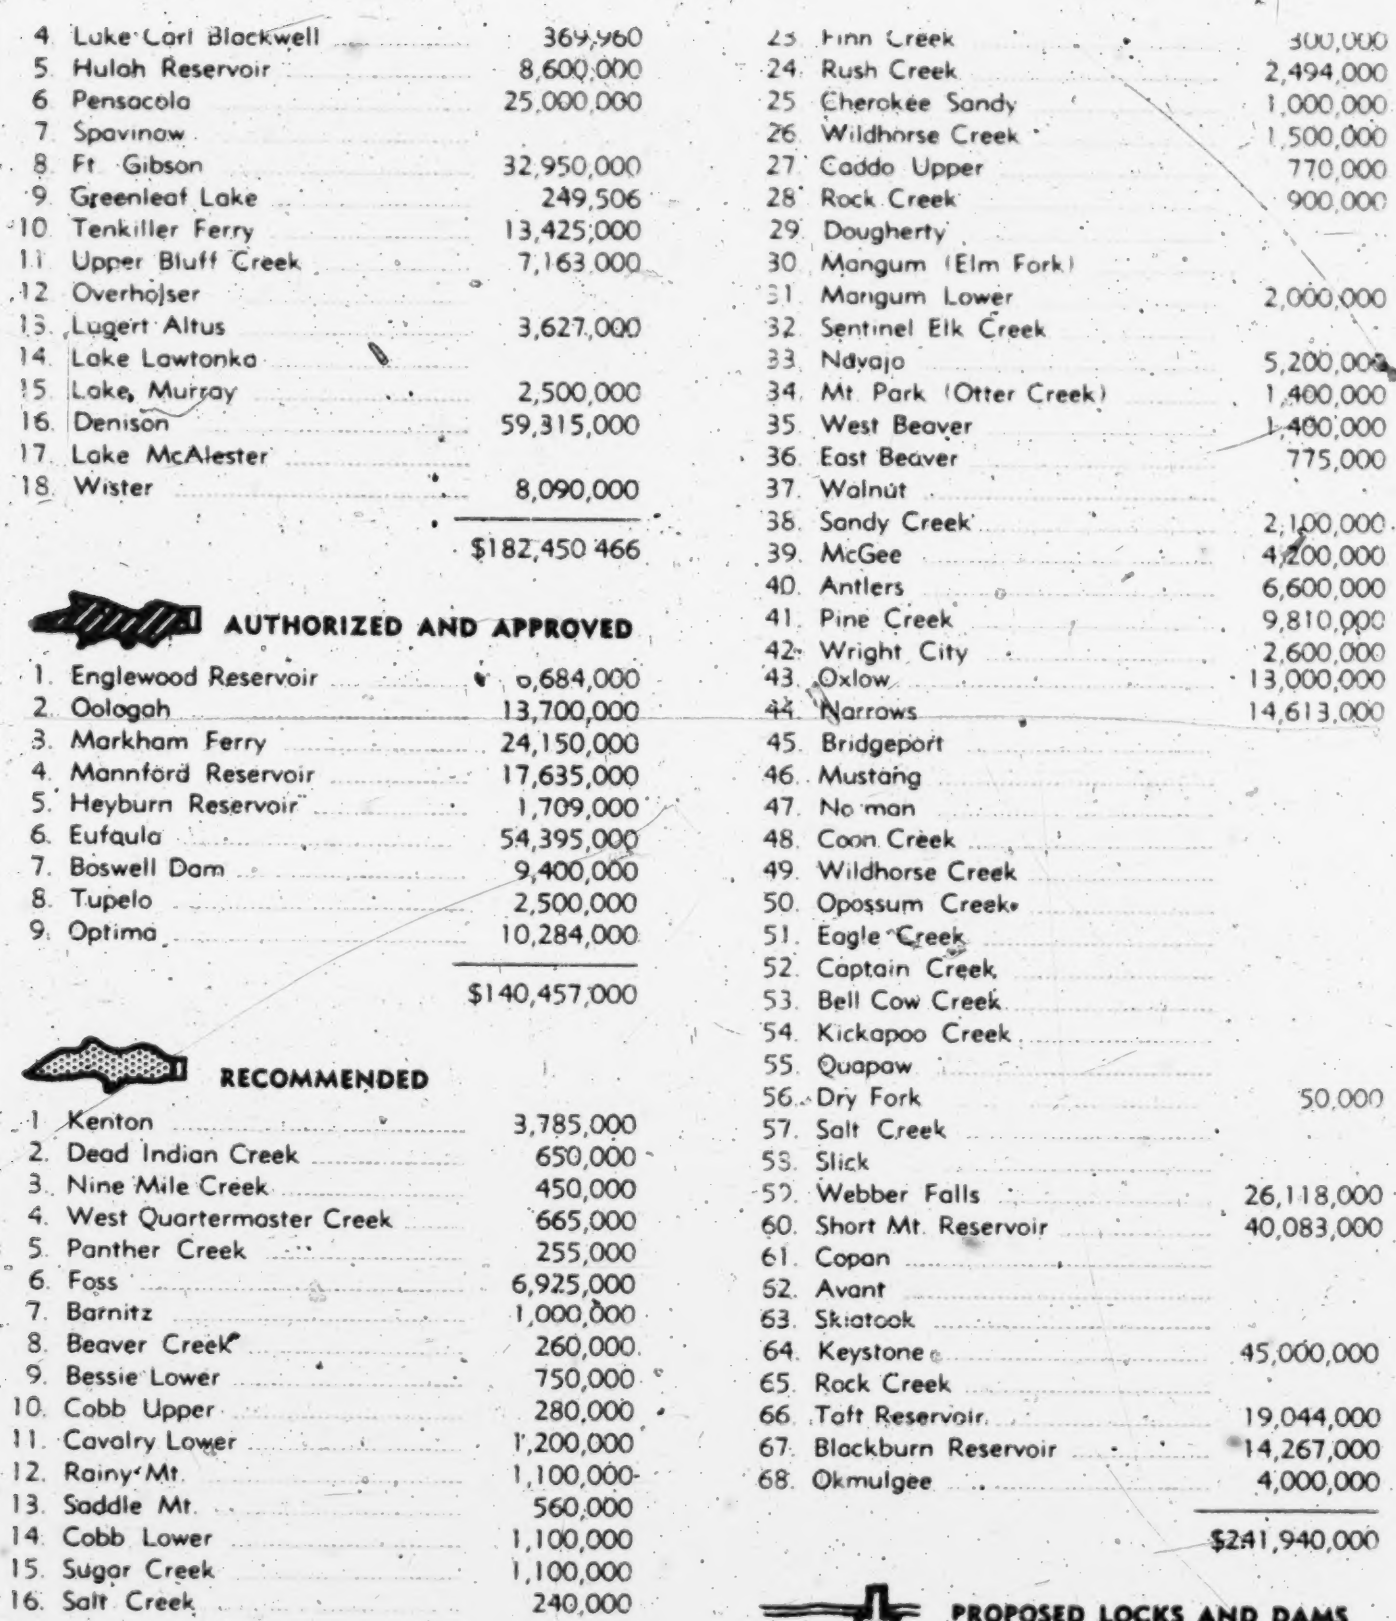 4. Lake Carl Blackwell 369,960
5. Hulah Reservoir 8,600,000
6. Pensacola 25,000,000
7. Spavinaw
8. Ft. Gibson 32,950,000
9. Greenleaf Lake 249,506
10. Tenkiller Ferry 13,425,000
11. Upper Bluff Creek 7,163,000
12. Overholser
13. Lugert Altus 3,627,000
14. Lake Lawtonka
15. Lake Murray 2,500,000
16. Denison 59,315,000
17. Lake McAlester
18. Wister 8,090,000
$182,450 466
AUTHORIZED AND APPROVED
1. Englewood Reservoir 6,684,000
2. Oologah 13,700,000
3. Markham Ferry 24,150,000
4. Mannford Reservoir 17,635,000
5. Heyburn Reservoir 1,709,000
6. Eufaula 54,395,000
7. Boswell Dam 9,400,000
8. Tupelo 2,500,000
9. Optima 10,284,000
$140,457,000
RECOMMENDED
1 Kenton 3,785,000
2. Dead Indian Creek 650,000
3. Nine Mile Creek 450,000
4. West Quartermaster Creek 665,000
5. Panther Creek 255,000
6. Foss 6,925,000
7. Barnitz 1,000,000
8. Beaver Creek 260,000
9. Bessie Lower 750,000
10. Cobb Upper 280,000
11. Cavalry Lower 1,200,000
12. Rainy Mt. 1,100,000
13. Saddle Mt. 560,000
14. Cobb Lower 1,100,000
15. Sugar Creek 1,100,000
16. Salt Creek 240,000
23. Finn Creek 300,000
24. Rush Creek 2,494,000
25 Cherokee Sandy 1,000,000
26. Wildhorse Creek 1,500,000
27. Caddo Upper 770,000
28 Rock Creek 900,000
29. Dougherty
30. Mangum (Elm Fork)
31. Mangum Lower 2,000,000
32. Sentinel Elk Creek
33. Navajo 5,200,000
34. Mt. Park (Otter Creek) 1,400,000
35. West Beaver 1,400,000
36. East Beaver 775,000
37. Walnut
38. Sandy Creek 2,100,000
39. McGee 4,200,000
40. Antlers 6,600,000
41. Pine Creek 9,810,000
42. Wright City 2,600,000
43. Oxlow 13,000,000
44. Narrows 14,613,000
45. Bridgeport
46. Mustang
47. No man
48. Coon Creek
49. Wildhorse Creek
50. Opossum Creek
51. Eagle Creek
52. Captain Creek
53. Bell Cow Creek
54. Kickapoo Creek
55. Quapaw
56. Dry Fork 50,000
57. Salt Creek
58. Slick
59. Webber Falls 26,118,000
60. Short Mt. Reservoir 40,083,000
61. Copan
62. Avant
63. Skiatook
64. Keystone 45,000,000
65. Rock Creek
66. Taft Reservoir 19,044,000
67. Blackburn Reservoir 14,267,000
68. Okmulgee 4,000,000
$241,940,000
PROPOSED LOCKS AND DAMS